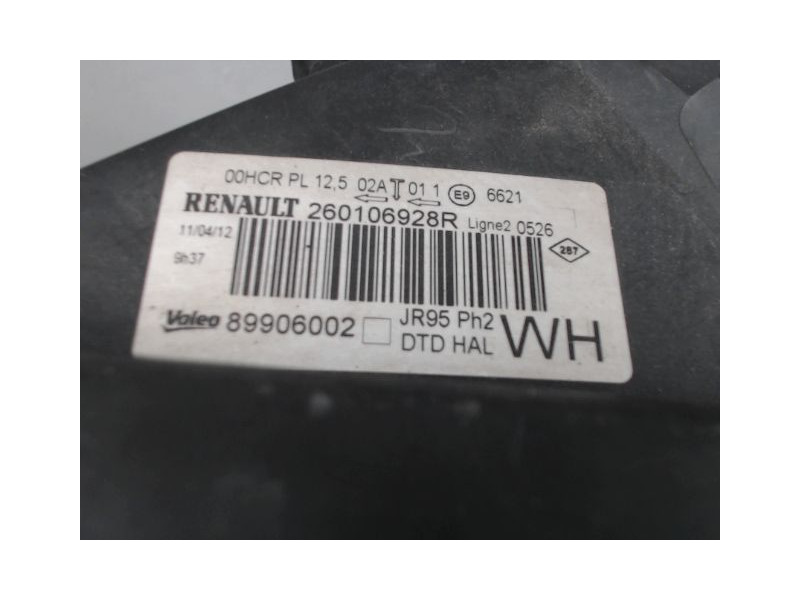 00HCR PL 12,5 02A 01 1 E9 6621
RENAULT 260106928R Ligne2 0526
11/04/12
9h37
287
Valeo 89906002 JR95 Ph2
DTD HAL
WH